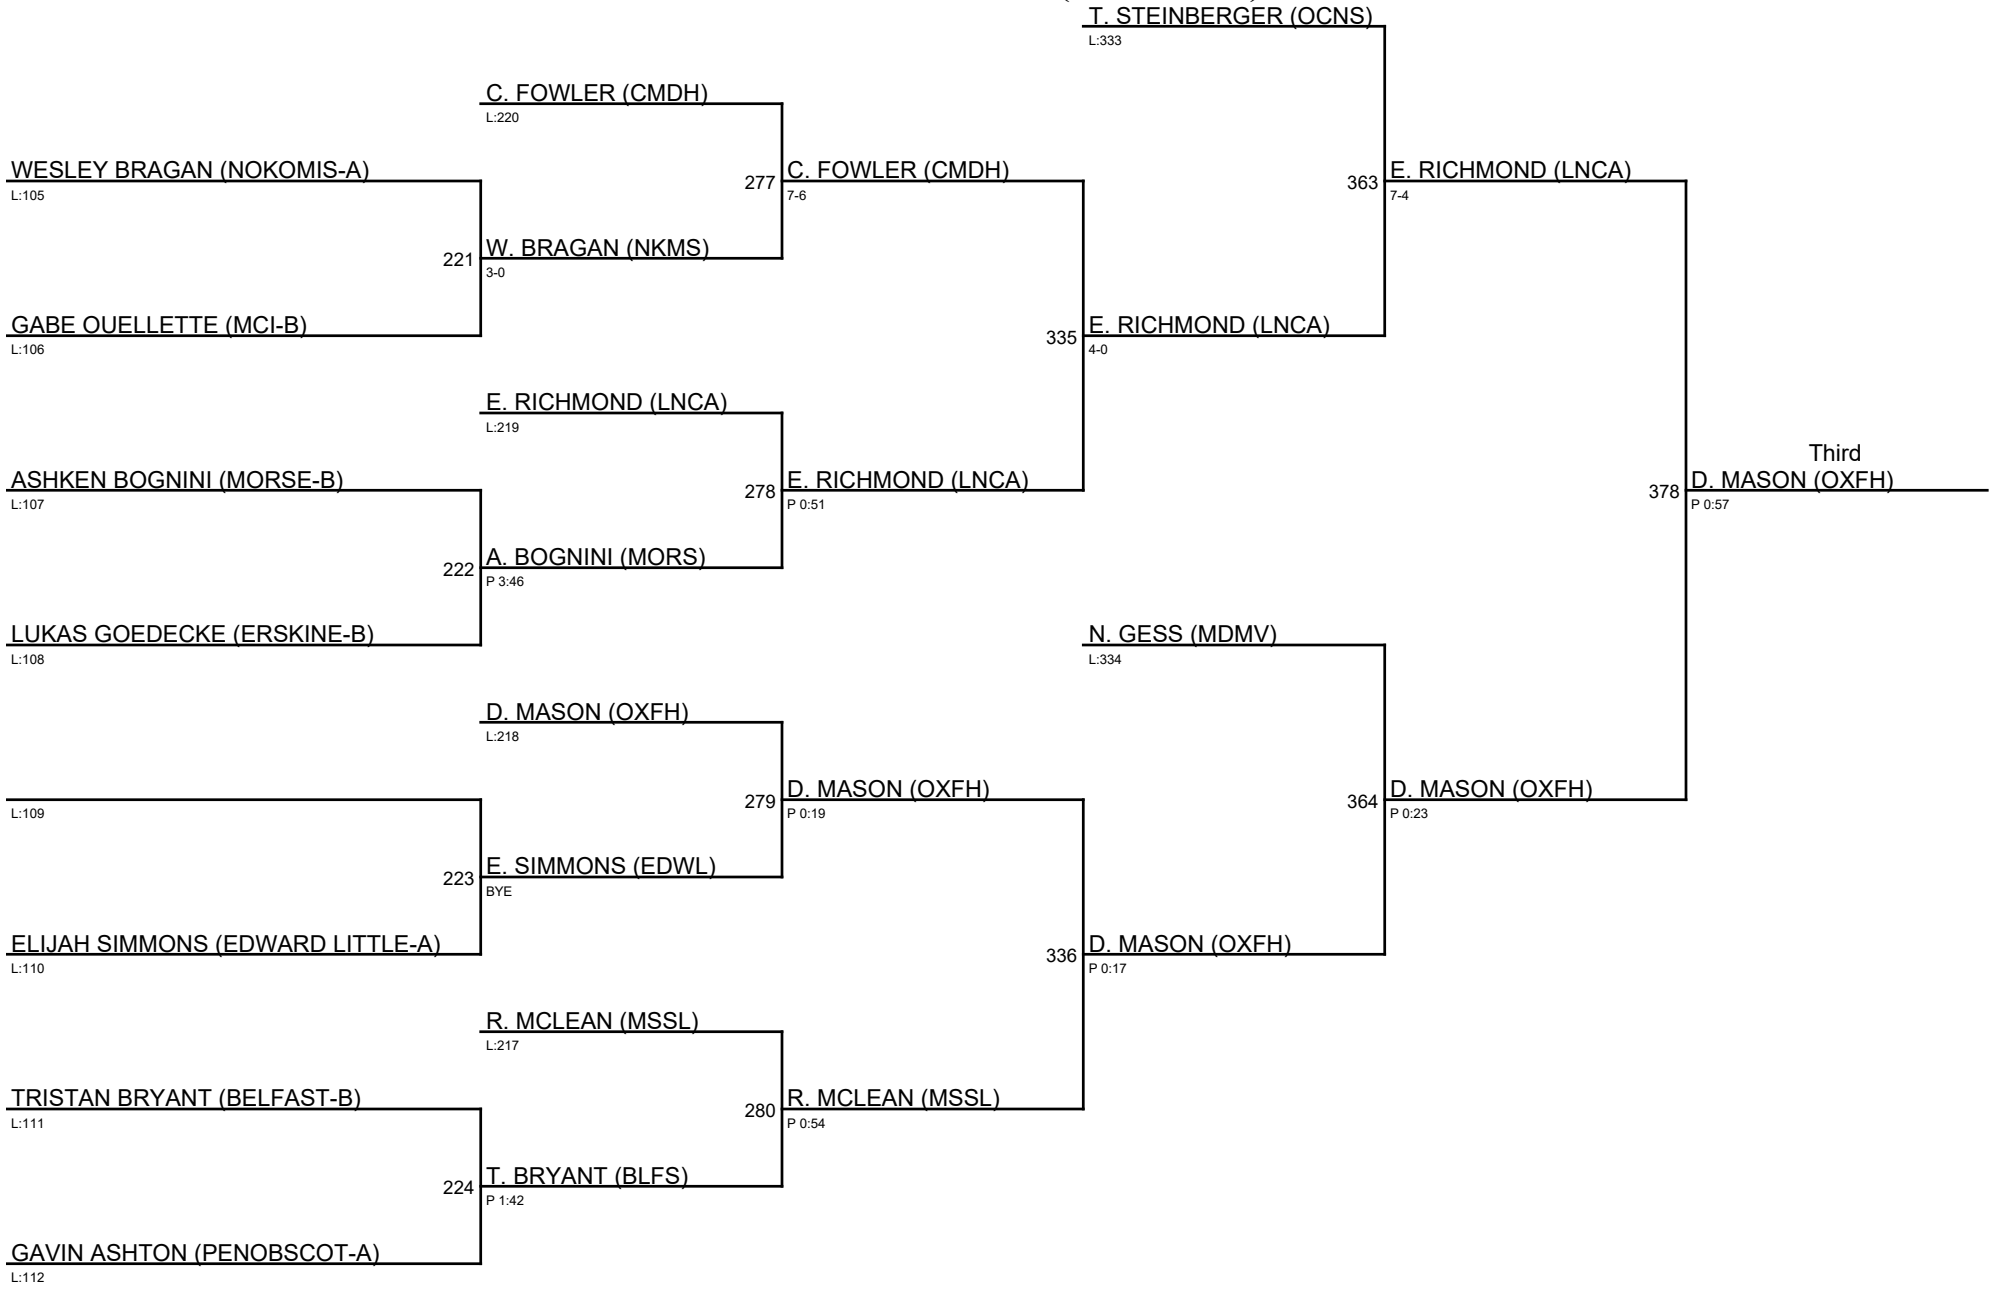 T. STEINBERGER (OCNS)
L:333
C. FOWLER (CMDH)
L:220
WESLEY BRAGAN (NOKOMIS-A)
L:105
277
C. FOWLER (CMDH)
7-6
363
E. RICHMOND (LNCA)
7-4
221
W. BRAGAN (NKMS)
3-0
GABE OUELLETTE (MCI-B)
L:106
335
E. RICHMOND (LNCA)
4-0
E. RICHMOND (LNCA)
L:219
Third
ASHKEN BOGNINI (MORSE-B)
L:107
278
E. RICHMOND (LNCA)
P 0:51
378
D. MASON (OXFH)
P 0:57
222
A. BOGNINI (MORS)
P 3:46
LUKAS GOEDECKE (ERSKINE-B)
L:108
N. GESS (MDMV)
L:334
D. MASON (OXFH)
L:218
L:109
279
D. MASON (OXFH)
P 0:19
364
D. MASON (OXFH)
P 0:23
223
E. SIMMONS (EDWL)
BYE
ELIJAH SIMMONS (EDWARD LITTLE-A)
L:110
336
D. MASON (OXFH)
P 0:17
R. MCLEAN (MSSL)
L:217
TRISTAN BRYANT (BELFAST-B)
L:111
280
R. MCLEAN (MSSL)
P 0:54
224
T. BRYANT (BLFS)
P 1:42
GAVIN ASHTON (PENOBSCOT-A)
L:112